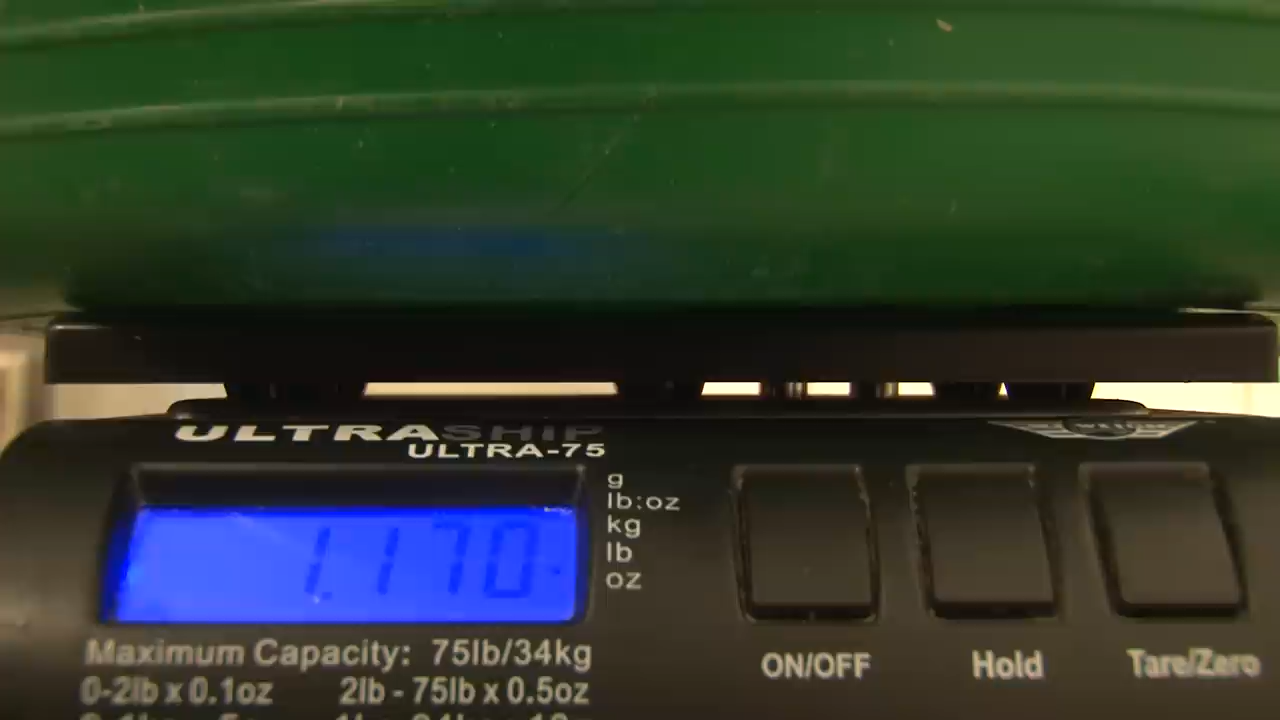 ULTRASHIP
ULTRA-75
g
lb:oz
kg
lb
oz
1.170
Maximum Capacity: 75lb/34kg
0-2lb x 0.1oz 2lb - 75lb x 0.5oz
ON/OFF
Hold
Tare/Zero